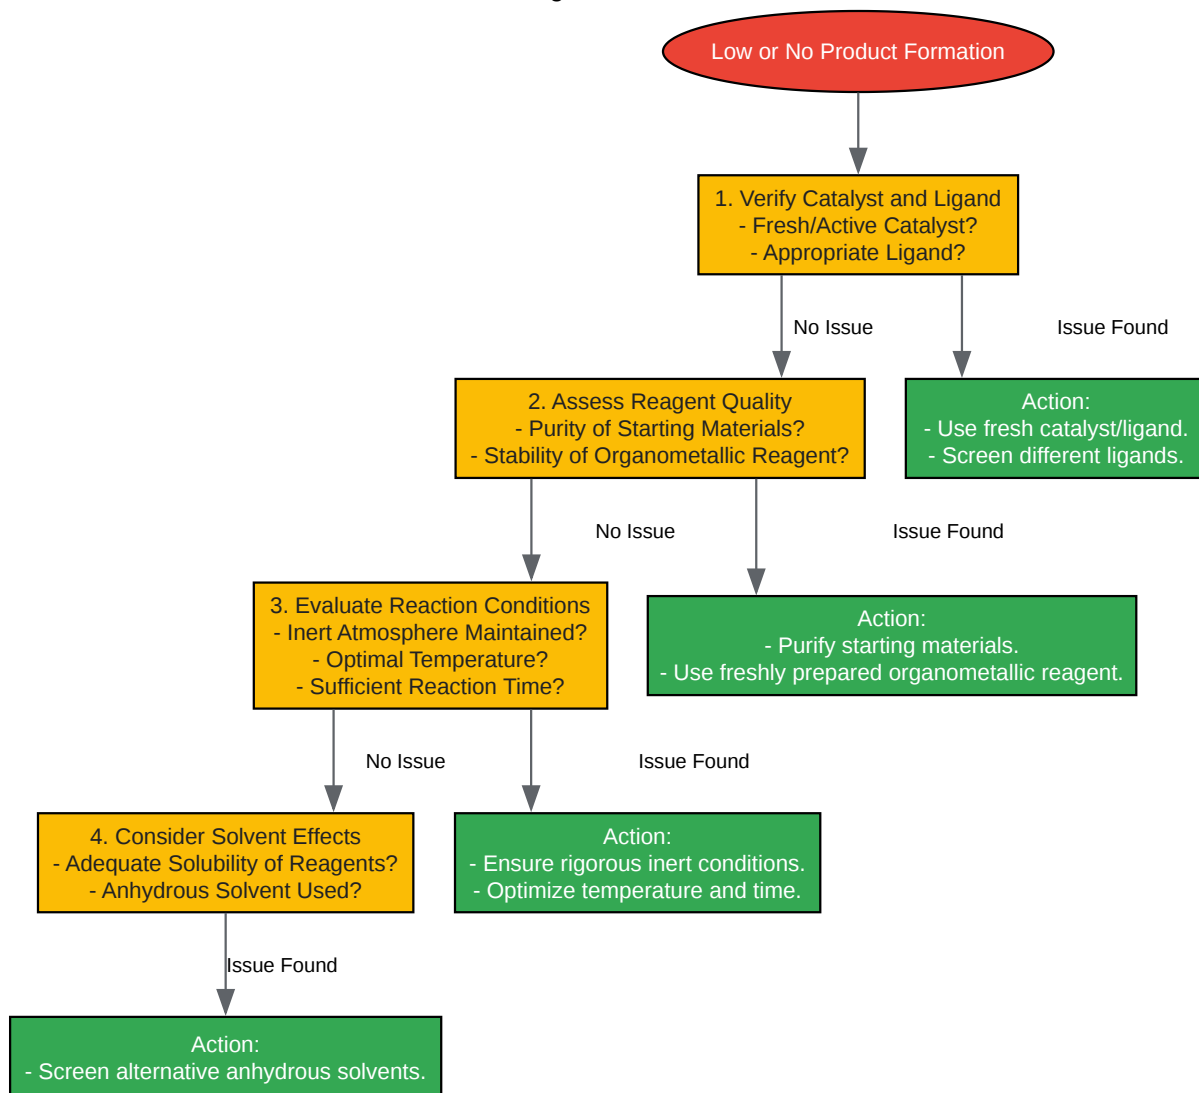 Low or No Product Formation
1. Verify Catalyst and Ligand
- Fresh/Active Catalyst?
- Appropriate Ligand?
No Issue
Issue Found
2. Assess Reagent Quality
- Purity of Starting Materials?
- Stability of Organometallic Reagent?
Action:
- Use fresh catalyst/ligand.
- Screen different ligands.
No Issue
Issue Found
3. Evaluate Reaction Conditions
- Inert Atmosphere Maintained?
- Optimal Temperature?
- Sufficient Reaction Time?
Action:
- Purify starting materials.
- Use freshly prepared organometallic reagent.
No Issue
Issue Found
4. Consider Solvent Effects
- Adequate Solubility of Reagents?
- Anhydrous Solvent Used?
Action:
- Ensure rigorous inert conditions.
- Optimize temperature and time.
Issue Found
Action:
- Screen alternative anhydrous solvents.